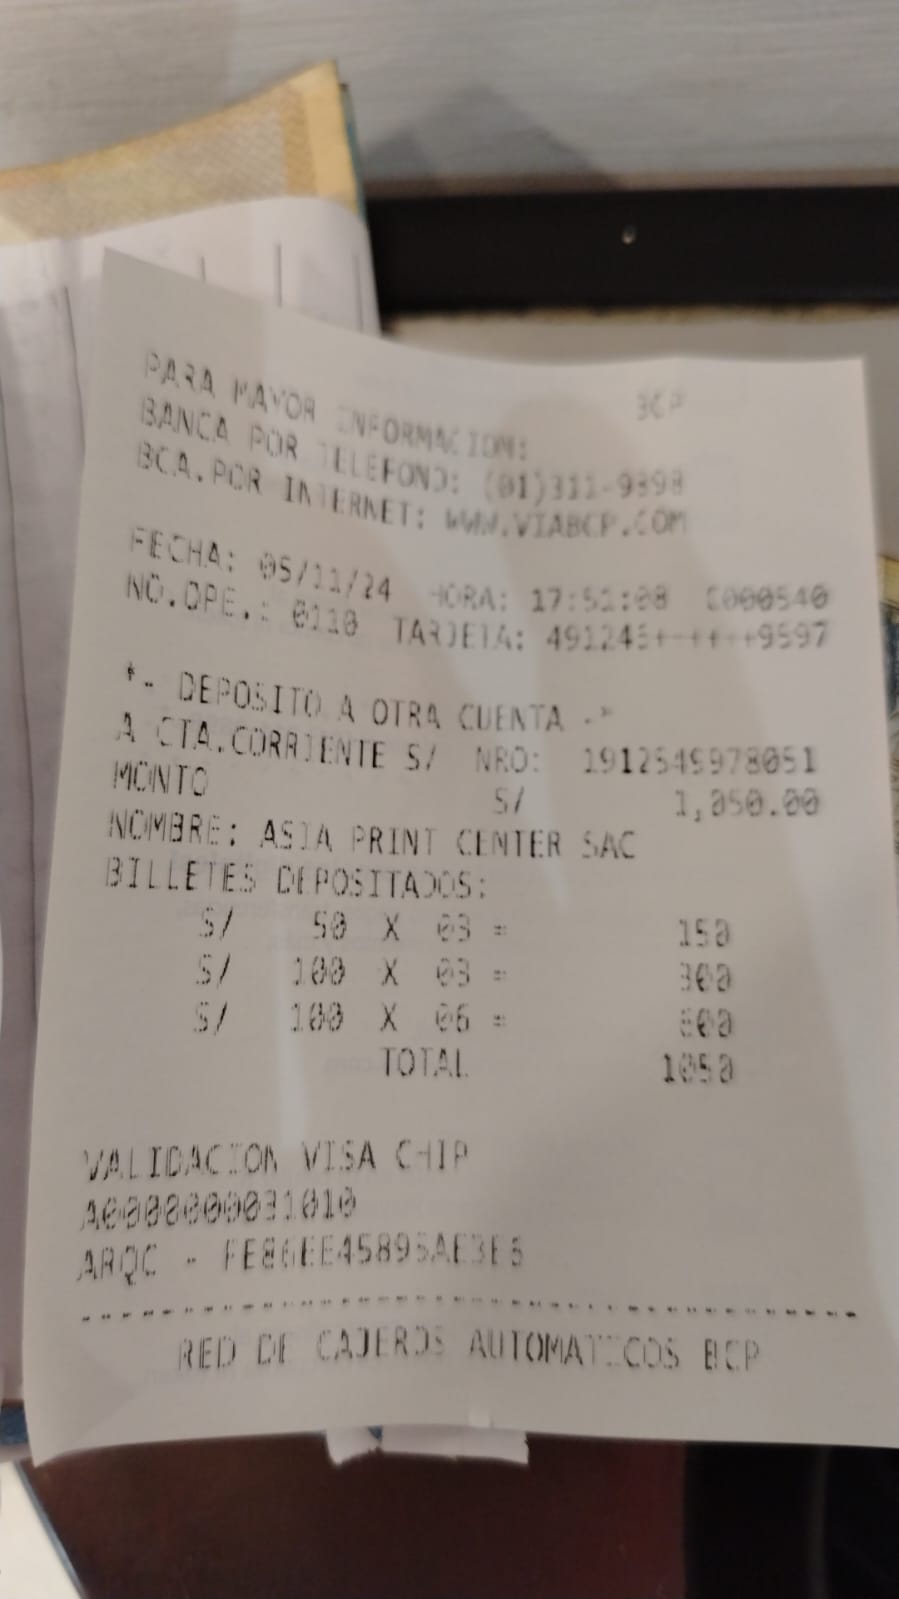 BCP
PARA MAYOR INFORMACION:
BANCA POR TELEFONO: (01)311-9898
BCA.POR INTERNET: WWW.VIABCP.COM
FECHA: 05/11/24 HORA: 17:51:08 C000540
NO.OPE.: 0110 TARJETA: 491245++++++9597
*- DEPOSITO A OTRA CUENTA -*
A CTA.CORRIENTE S/ NRO: 1912545978051
MONTO S/ 1,050.00
NOMBRE: ASIA PRINT CENTER SAC
BILLETES DEPOSITADOS:
S/ 50 X 03 = 150
S/ 100 X 03 = 300
S/ 100 X 06 = 600
TOTAL 1050
VALIDACION VISA CHIP
A0000000031010
ARQC -
RED DE CAJEROS AUTOMATICOS BCP